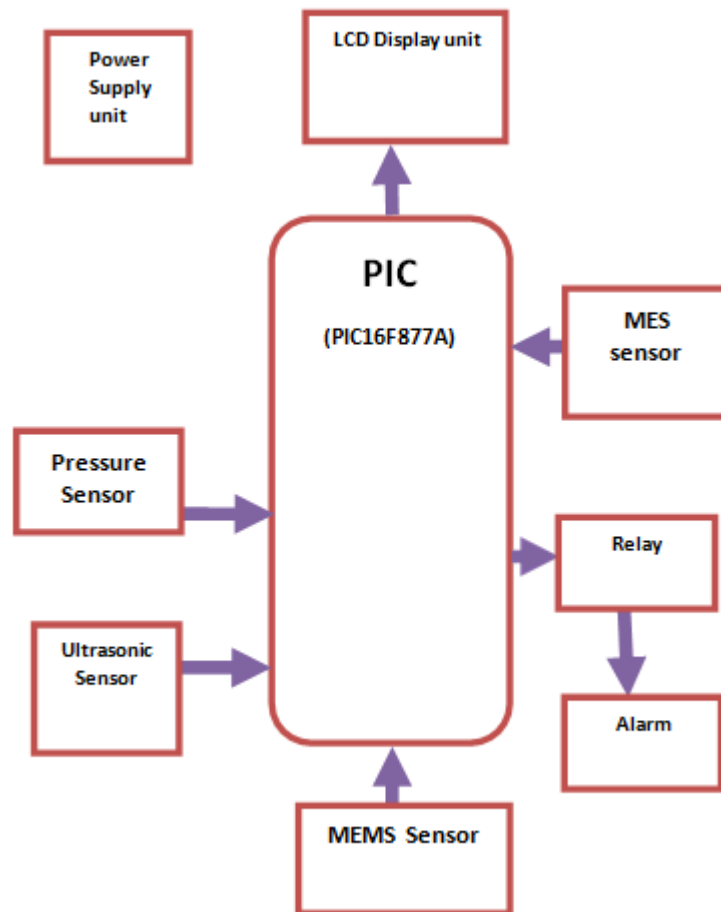 Power
Supply
unit
LCD Display unit
PIC
(PIC16F877A)
MES
sensor
Pressure
Sensor
Relay
Ultrasonic
Sensor
Alarm
MEMS Sensor